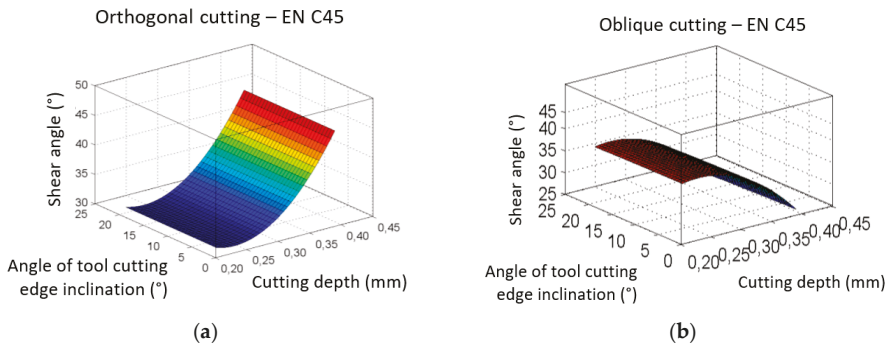 Orthogonal cutting – EN C45
50
45
40
35
30
25
20
15
10
5
0
0,20
0,25
0,30
0,35
0,40
0,45
Shear angle (°)
Angle of tool cutting
edge inclination (°)
Cutting depth (mm)
(a)
Oblique cutting – EN C45
45
40
35
30
25
25
20
15
10
5
0
0,20
0,25
0,30
0,35
0,40
0,45
Shear angle (°)
Angle of tool cutting
edge inclination (°)
Cutting depth (mm)
(b)